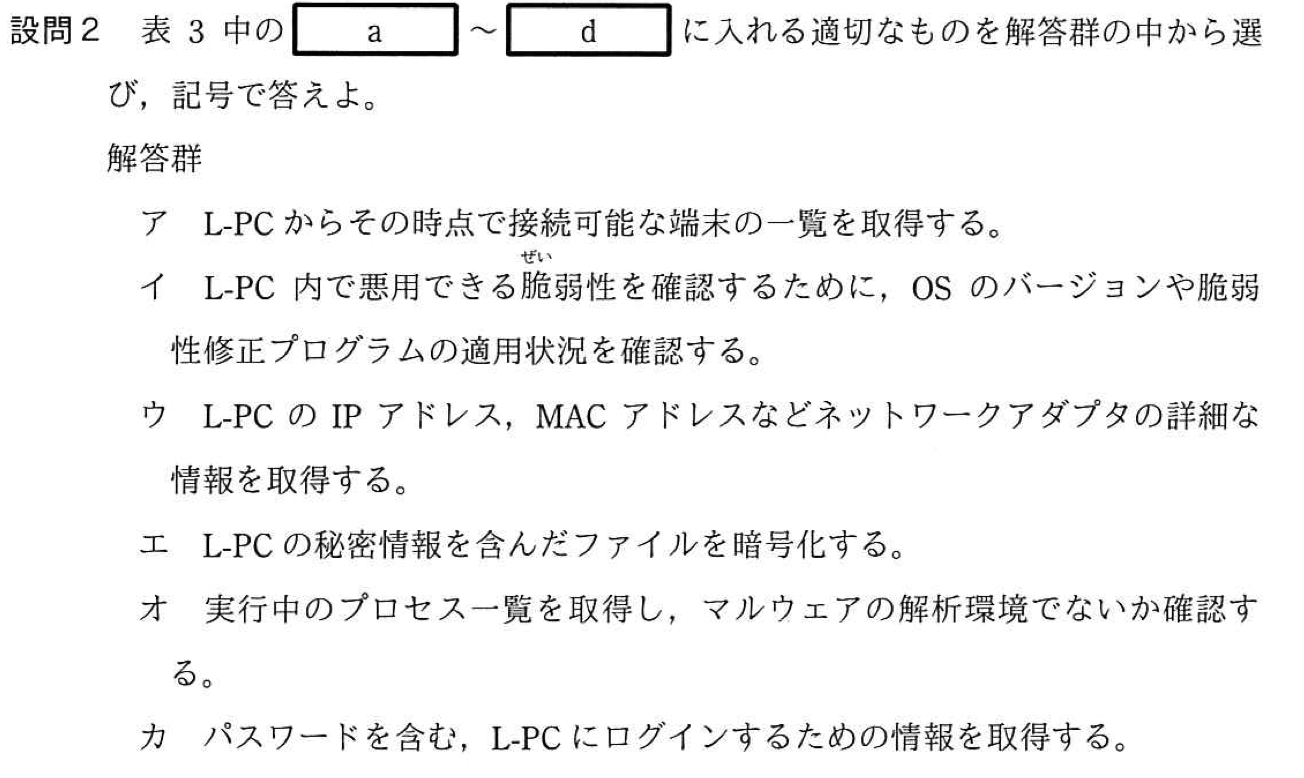 設問2 表 3 中の a ~ d に入れる適切なものを解答群の中から選
び，記号で答えよ。
解答群
ア L-PC からその時点で接続可能な端末の一覧を取得する。
ぜい
イ L-PC 内で悪用できる脆弱性を確認するために，OS のバージョンや脆弱
性修正プログラムの適用状況を確認する。
ウ L-PC の IP アドレス，MAC アドレスなどネットワークアダプタの詳細な
情報を取得する。
エ L-PC の秘密情報を含んだファイルを暗号化する。
オ 実行中のプロセス一覧を取得し，マルウェアの解析環境でないか確認す
る。
カ パスワードを含む，L-PC にログインするための情報を取得する。